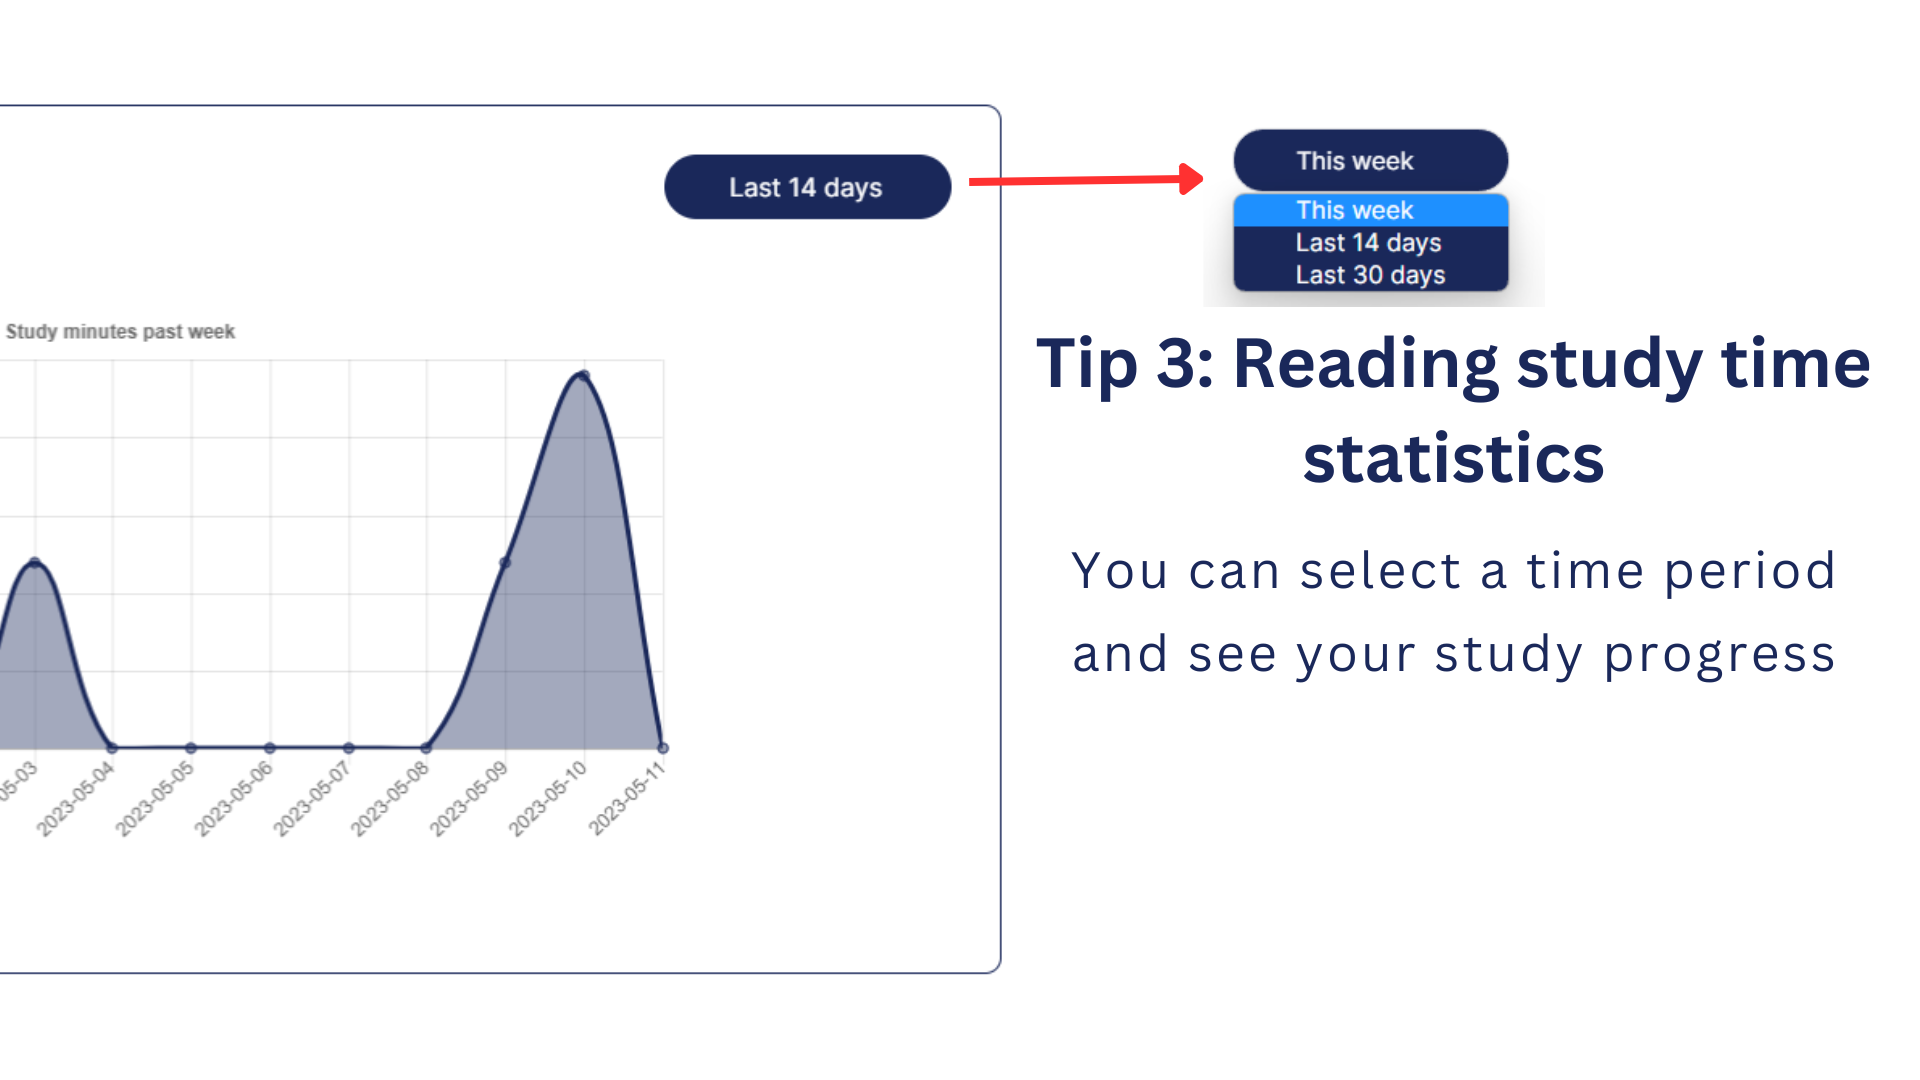 Last 14 days
This week
This week
Last 14 days
Last 30 days
Study minutes past week
Tip 3: Reading study time
statistics
You can select a time period
and see your study progress
05-03
2023-05-04
2023-05-05
2023-05-06
2023-05-07
2023-05-08
2023-05-09
2023-05-10
2023-05-11